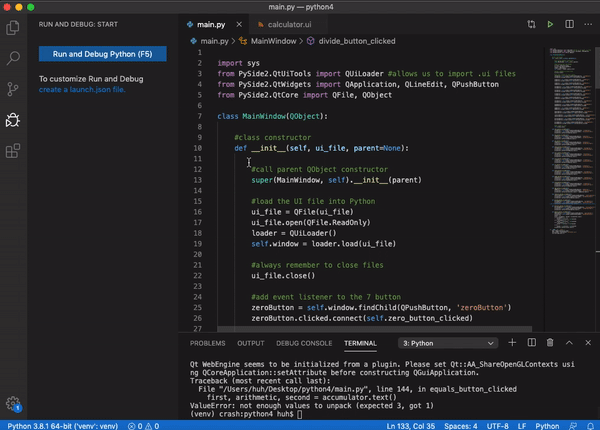 main.py — python4
RUN AND DEBUG: START
main.py
calculator.ui
main.py > MainWindow > divide_button_clicked
Run and Debug Python (F5)
To customize Run and Debug
create a launch.json file.
1
2 import sys
3 from PySide2.QtUiTools import QUiLoader #allows us to import .ui files
4 from PySide2.QtWidgets import QApplication, QLineEdit, QPushButton
5 from PySide2.QtCore import QFile, QObject
6
7 class MainWindow(QObject):
8
9 #class constructor
10 def __init__(self, ui_file, parent=None):
11
12 #call parent QObject constructor
13 super(MainWindow, self).__init__(parent)
14
15 #load the UI file into Python
16 ui_file = QFile(ui_file)
17 ui_file.open(QFile.ReadOnly)
18 loader = QUiLoader()
19 self.window = loader.load(ui_file)
20
21 #always remember to close files
22 ui_file.close()
23
24 #add event listener to the 7 button
25 zeroButton = self.window.findChild(QPushButton, 'zeroButton')
26 zeroButton.clicked.connect(self.zero_button_clicked)
27
PROBLEMS OUTPUT DEBUG CONSOLE TERMINAL 3: Python
Qt WebEngine seems to be initialized from a plugin. Please set Qt::AA_ShareOpenGLContexts usi
ng QCoreApplication::setAttribute before constructing QGuiApplication.
Traceback (most recent call last):
File "/Users/huh/Desktop/python4/main.py", line 144, in equals_button_clicked
first, arithmetic, second = accumulator.text()
ValueError: not enough values to unpack (expected 3, got 1)
(venv) crash:python4 huh$
1
Python 3.8.1 64-bit ('venv': venv) 0 0 Ln 133, Col 35 Spaces: 4 UTF-8 LF Python